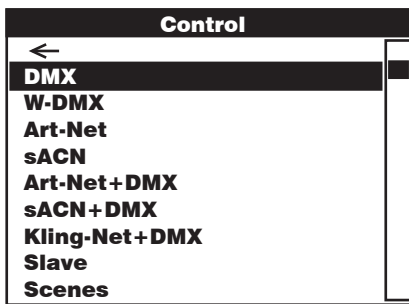 Control
←
DMX
W-DMX
Art-Net
sACN
Art-Net+DMX
sACN+DMX
Kling-Net+DMX
Slave
Scenes